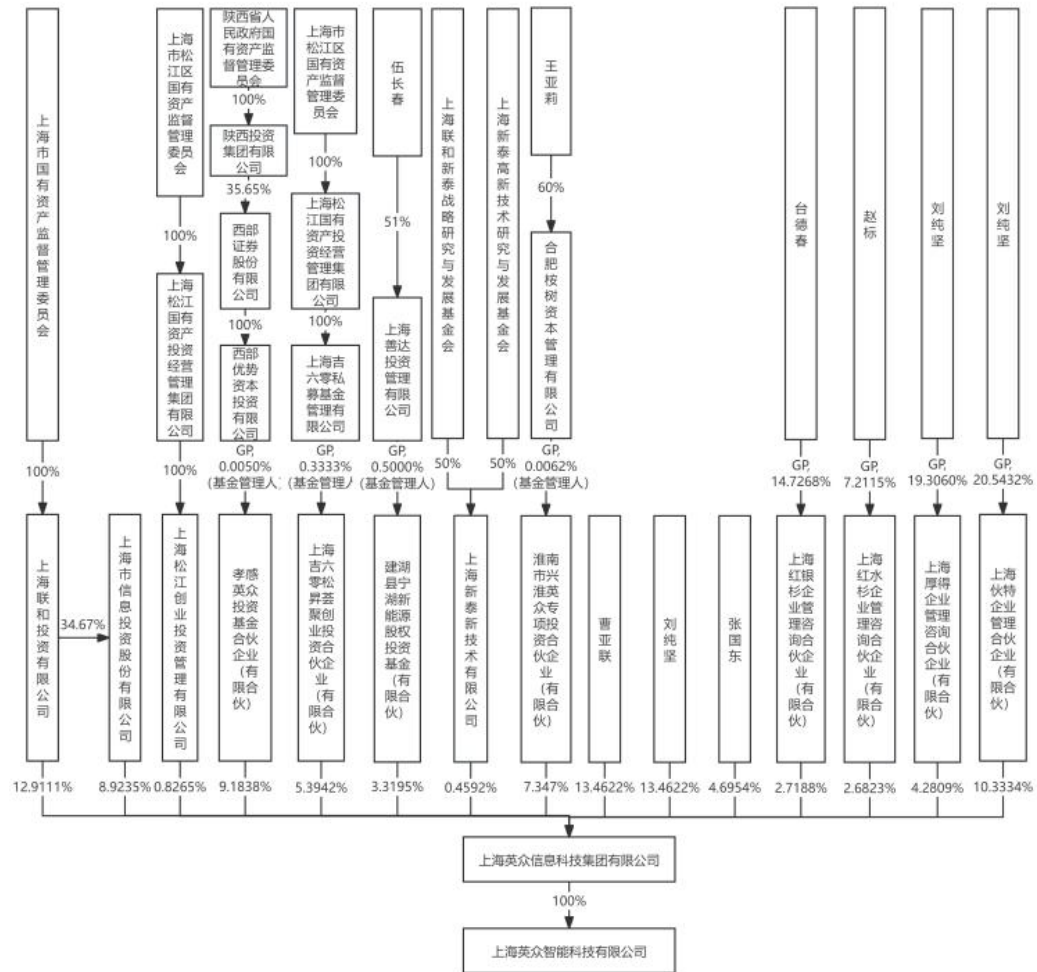 上海市国有资产监督管理委员会
上海市松江区国有资产监督管理委员会
陕西省人民政府国有资产监督管理委员会
上海市松江区国有资产监督管理委员会
伍长春
上海联和新泰战略研究与发展基金会
上海新泰高新技术研究与发展基金会
王亚莉
台德春
赵标
刘纯坚
刘纯坚
100%
陕西投资集团有限公司
35.65%
100%
100%
51%
60%
上海松江国有资产投资经营管理集团有限公司
西部证券股份有限公司
上海松江国有资产投资经营管理集团有限公司
合肥桉树资本管理有限公司
100%
100%
西部优势资本投资有限公司
上海吉六零私募基金管理有限公司
上海善达投资管理有限公司
100%
100%
GP,
0.0050%
(基金管理人)
GP,
0.3333%
(基金管理人)
GP,
0.5000%
(基金管理人)
50%
50%
GP,
0.0062%
(基金管理人)
GP,
14.7268%
GP,
7.2115%
GP,
19.3060%
GP,
20.5432%
上海联和投资有限公司
34.67%
上海市信息投资股份有限公司
上海松江创业投资管理有限公司
孝感英众投资基金合伙企业（有限合伙）
上海吉六零松昇荟聚创业投资合伙企业（有限合伙）
建湖县宁湖新能源股权投资基金（有限合伙）
上海新泰新技术有限公司
淮南市兴淮英众专项投资合伙企业（有限合伙）
曹亚联
刘纯坚
张国东
上海红银杉企业管理咨询合伙企业（有限合伙）
上海红水杉企业管理咨询合伙企业（有限合伙）
上海厚得企业管理咨询合伙企业（有限合伙）
上海伙特企业管理合伙企业（有限合伙）
12.9111%
8.9235%
0.8265%
9.1838%
5.3942%
3.3195%
0.4592%
7.347%
13.4622%
13.4622%
4.6954%
2.7188%
2.6823%
4.2809%
10.3334%
上海英众信息科技集团有限公司
100%
上海英众智能科技有限公司